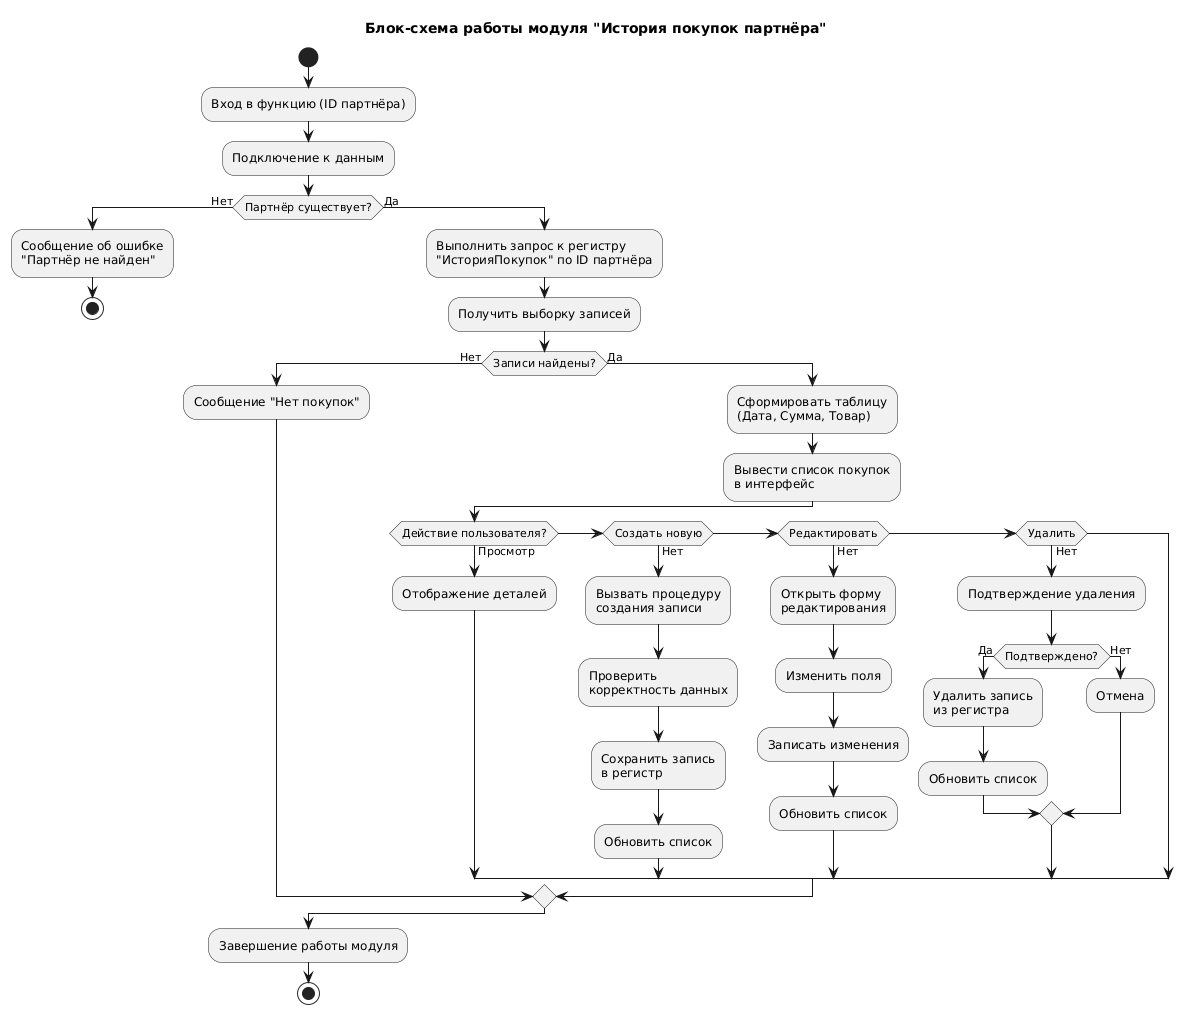 Блок-схема работы модуля "История покупок партнёра"
Вход в функцию (ID партнёра)
Подключение к данным
Нет
Партнёр существует?
Да
Сообщение об ошибке
"Партнёр не найден"
Выполнить запрос к регистру
"ИсторияПокупок" по ID партнёра
Получить выборку записей
Нет
Записи найдены?
Да
Сообщение "Нет покупок"
Сформировать таблицу
(Дата, Сумма, Товар)
Вывести список покупок
в интерфейс
Действие пользователя?
Просмотр
Отображение деталей
Создать новую
Нет
Вызвать процедуру
создания записи
Проверить
корректность данных
Сохранить запись
в регистр
Обновить список
Редактировать
Нет
Открыть форму
редактирования
Изменить поля
Записать изменения
Обновить список
Удалить
Нет
Подтверждение удаления
Да
Подтверждено?
Нет
Удалить запись
из регистра
Обновить список
Отмена
Завершение работы модуля